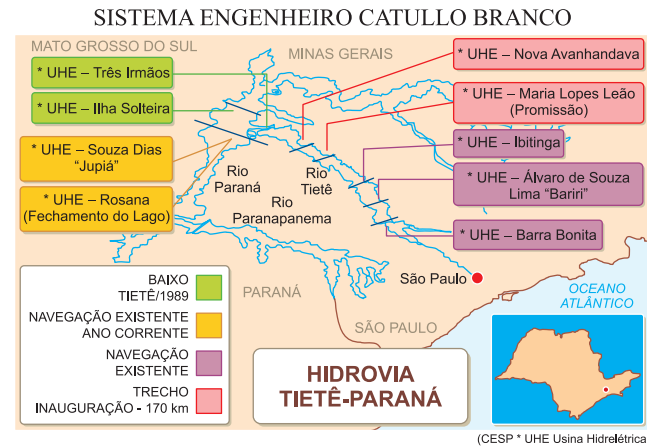 SISTEMA ENGENHEIRO CATULLO BRANCO
MATO GROSSO DO SUL
MINAS GERAIS
* UHE – Três Irmãos
* UHE – Ilha Solteira
* UHE – Souza Dias
"Jupiá"
* UHE – Rosana
(Fechamento do Lago)
* UHE – Nova Avanhandava
* UHE – Maria Lopes Leão
(Promissão)
* UHE – Ibitinga
* UHE – Álvaro de Souza
Lima "Bariri"
* UHE – Barra Bonita
Rio
Paraná
Rio
Tietê
Rio
Paranapanema
São Paulo
PARANÁ
SÃO PAULO
OCEANO
ATLÂNTICO
BAIXO
TIETÊ/1989
NAVEGAÇÃO EXISTENTE
ANO CORRENTE
NAVEGAÇÃO
EXISTENTE
TRECHO
INAUGURAÇÃO - 170 km
HIDROVIA
TIETÊ-PARANÁ
(CESP * UHE Usina Hidrelétrica